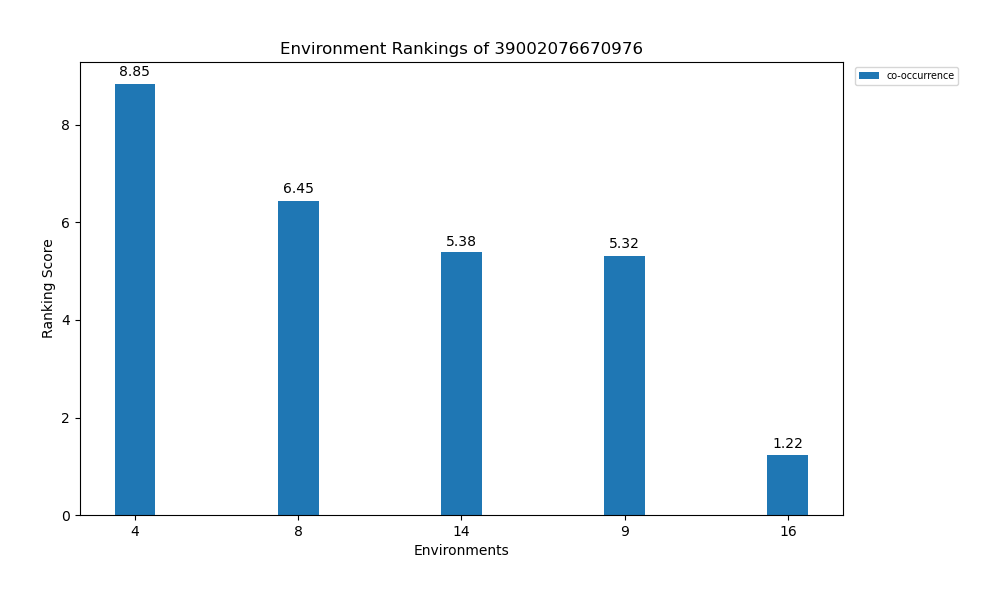 Environment Rankings of 39002076670976
8.85
co-occurrence
8
6.45
6
5.38
5.32
Ranking Score
4
2
1.22
0
4 8 14 9 16
Environments